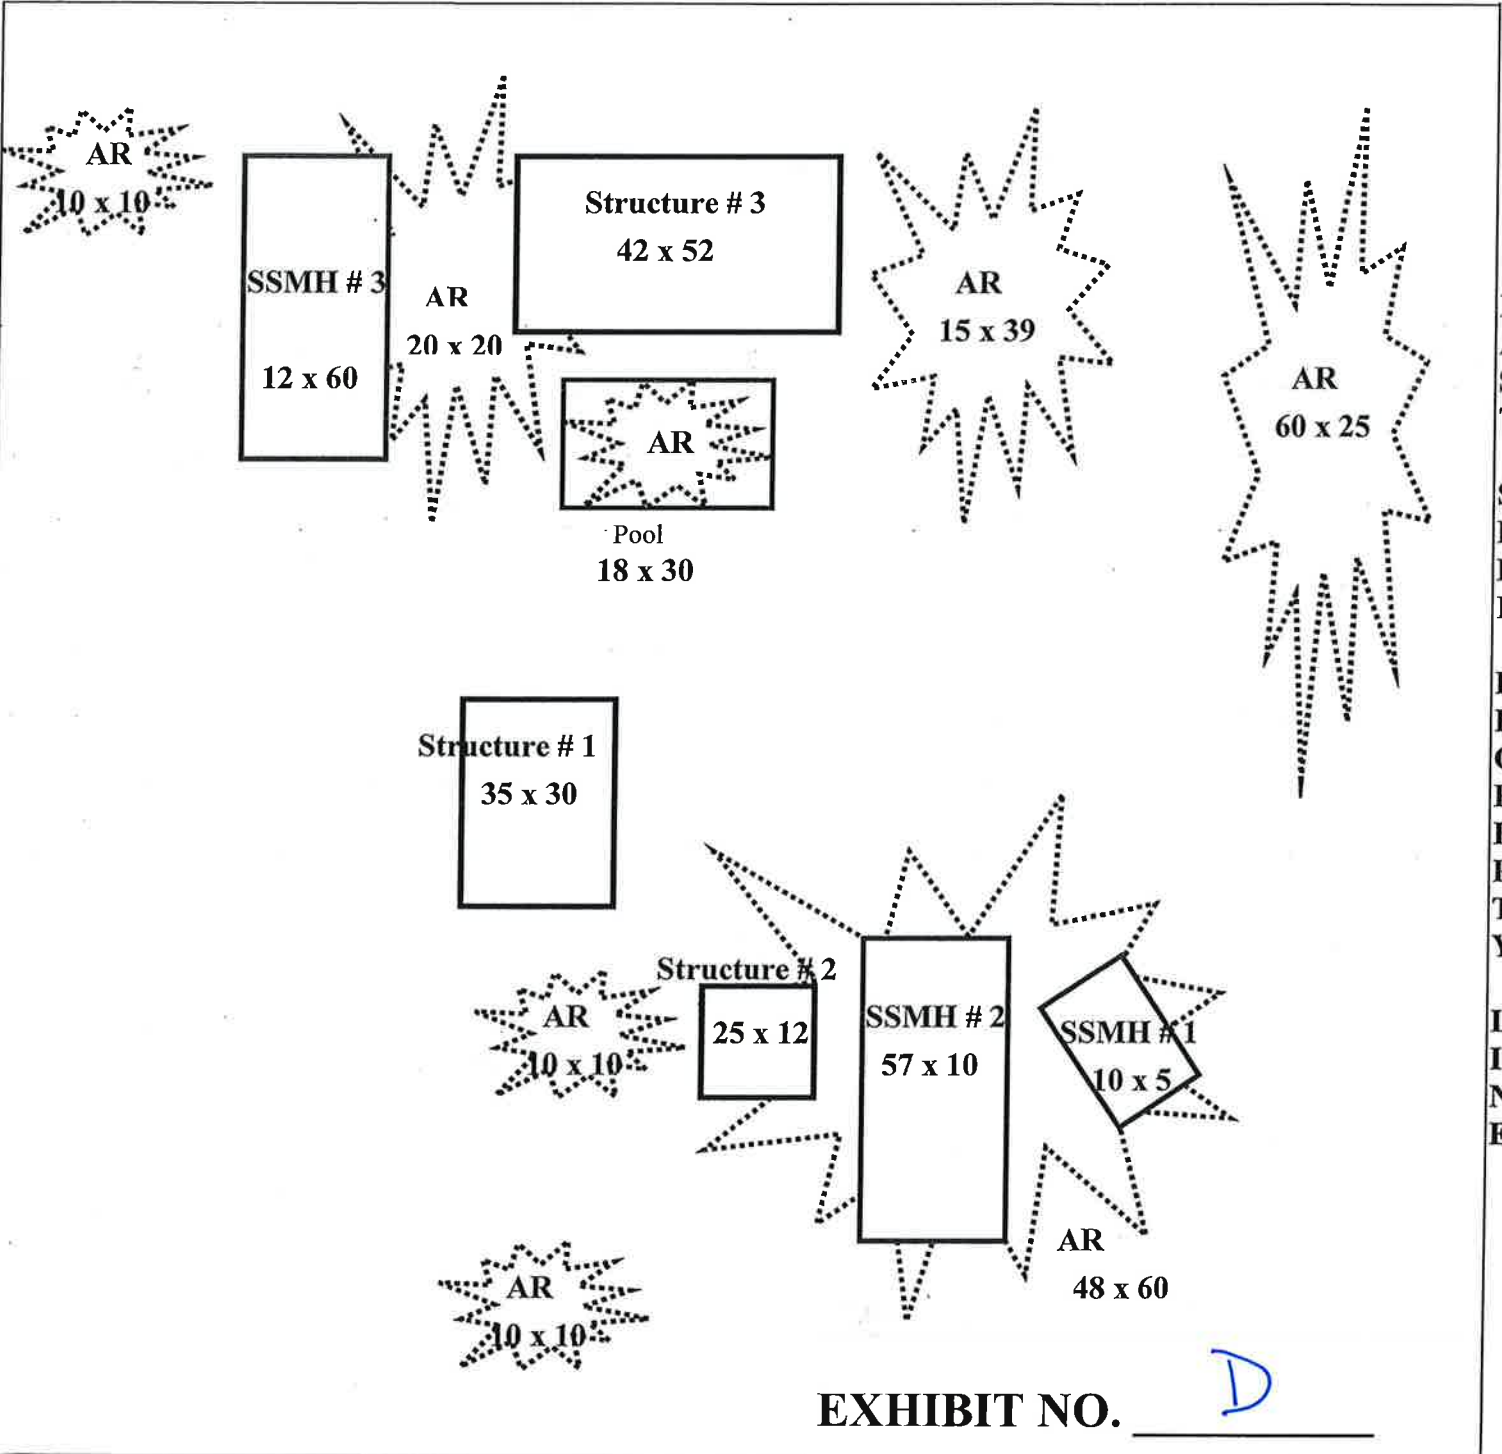 AR
10 x 10
SSMH # 3
12 x 60
AR
20 x 20
Structure # 3
42 x 52
AR
15 x 39
AR
60 x 25
AR
Pool
18 x 30
Structure # 1
35 x 30
Structure # 2
25 x 12
AR
10 x 10
SSMH # 2
57 x 10
SSMH # 1
10 x 5
AR
48 x 60
AR
10 x 10
EXHIBIT NO. D